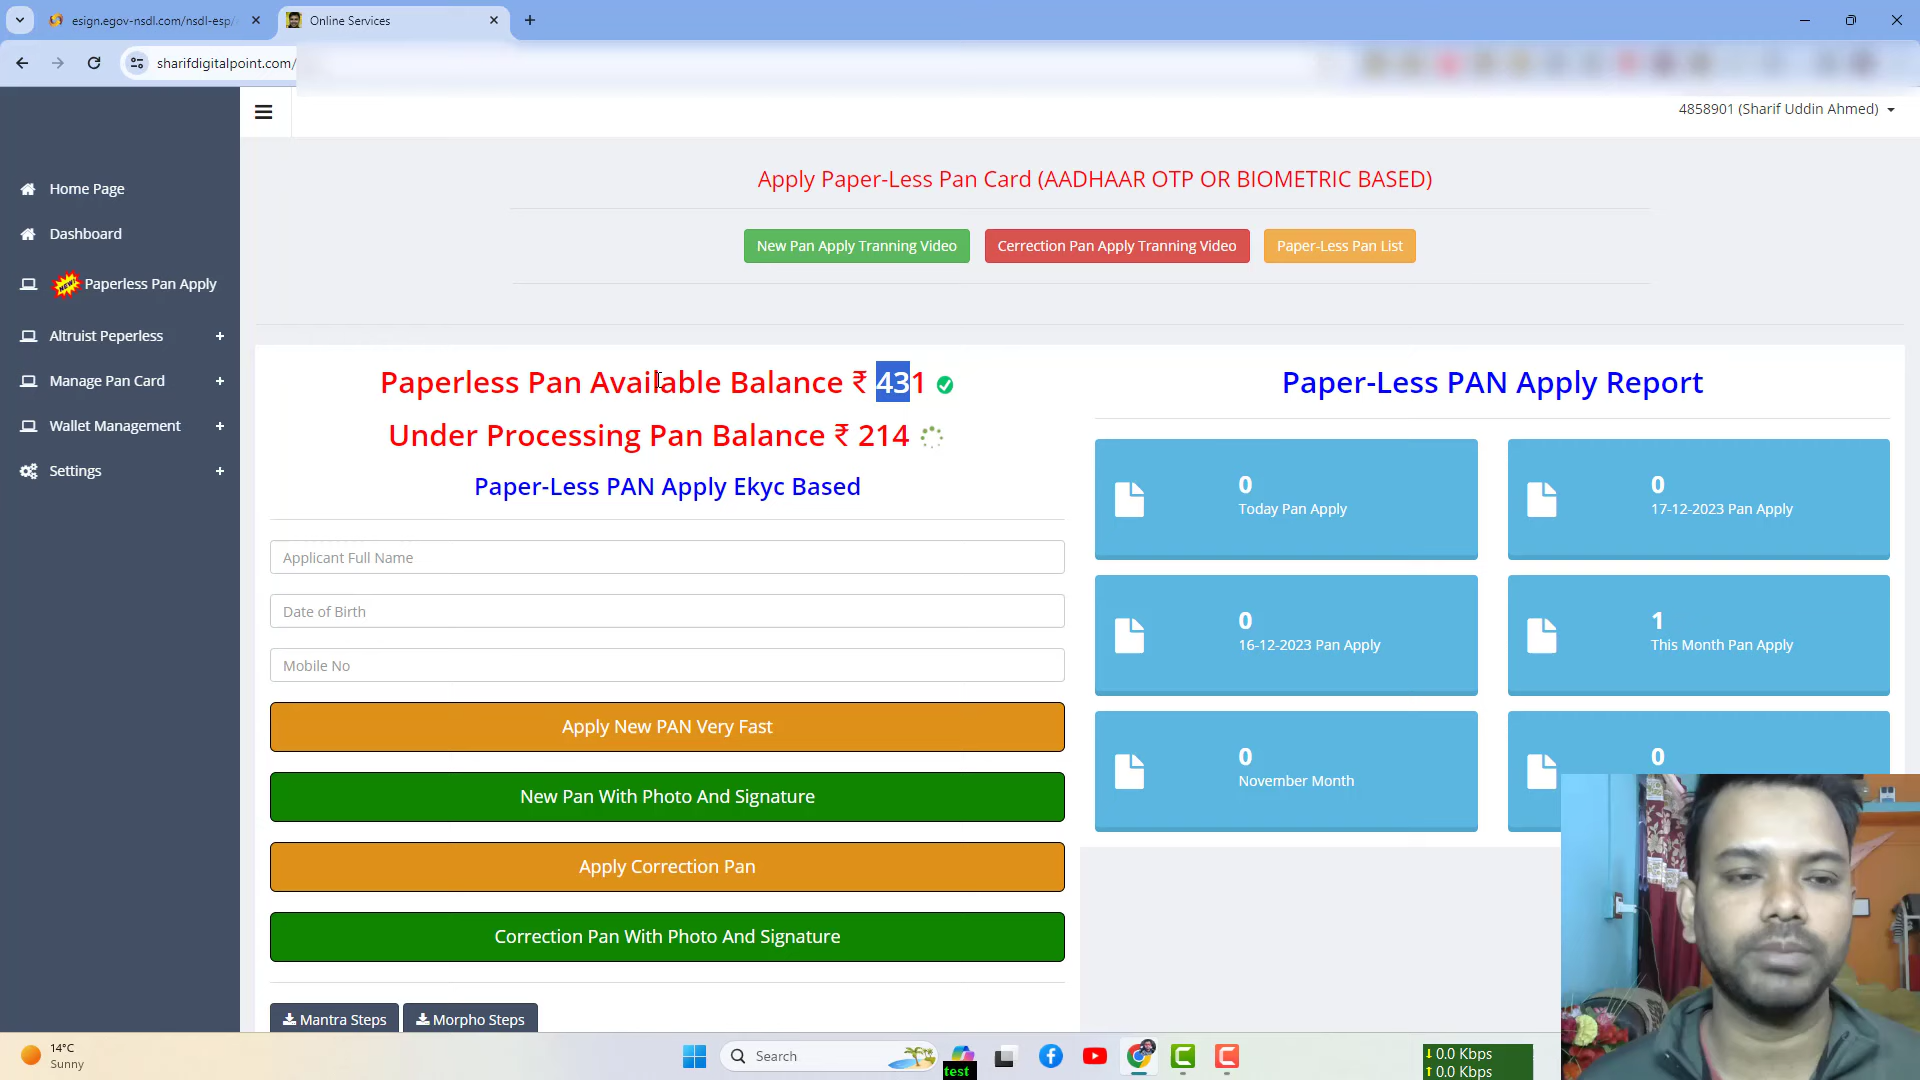 esign.egov-nsdl.com/nsdl-esp/
Online Services
sharifdigitalpoint.com/
4858901 (Sharif Uddin Ahmed)
Home Page
Dashboard
NEW!
Paperless Pan Apply
Altruist Peperless
Manage Pan Card
Wallet Management
Settings
Apply Paper-Less Pan Card (AADHAAR OTP OR BIOMETRIC BASED)
New Pan Apply Tranning Video
Cerrection Pan Apply Tranning Video
Paper-Less Pan List
Paperless Pan Available Balance ₹ 431
Under Processing Pan Balance ₹ 214
Paper-Less PAN Apply Ekyc Based
Applicant Full Name
Date of Birth
Mobile No
Apply New PAN Very Fast
New Pan With Photo And Signature
Apply Correction Pan
Correction Pan With Photo And Signature
Mantra Steps
Morpho Steps
Paper-Less PAN Apply Report
0
Today Pan Apply
0
17-12-2023 Pan Apply
0
16-12-2023 Pan Apply
1
This Month Pan Apply
0
November Month
0
14°C
Sunny
Search
test
0.0 Kbps
0.0 Kbps